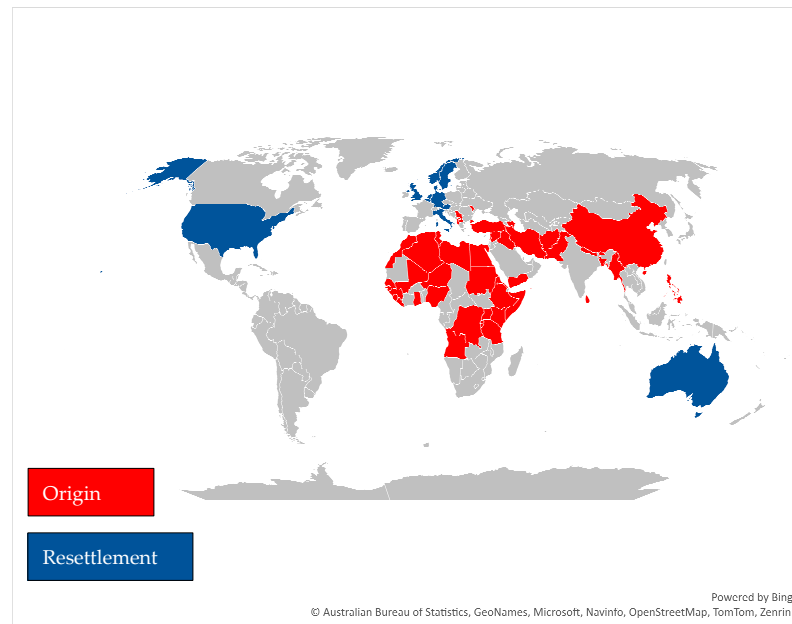 Origin
Resettlement
Powered by Bing
© Australian Bureau of Statistics, GeoNames, Microsoft, Navinfo, OpenStreetMap, TomTom, Zenrin